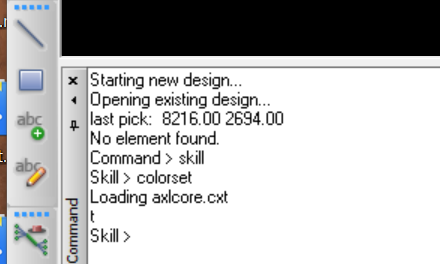 Starting new design...
Opening existing design...
last pick:  8216.00 2694.00
No element found.
Command > skill
Skill > colorset
Loading axlcore.cxt
t
Skill >
Command
abc
abc